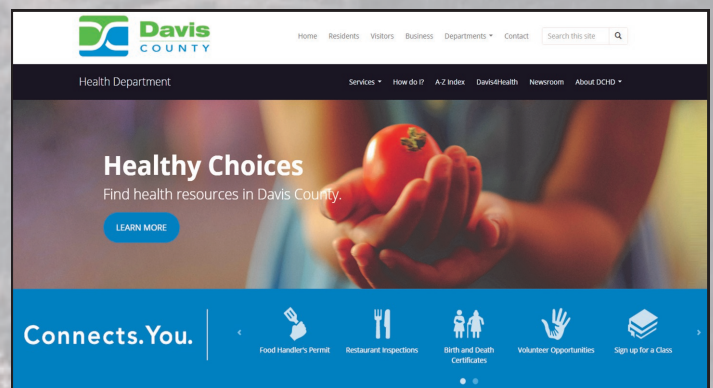 Davis
COUNTY
Home Residents Visitors Business Departments Contact Search this site
Health Department
Services How do I? A-Z Index Davis4Health Newsroom About DCHD
Healthy Choices
Find health resources in Davis County.
LEARN MORE
Connects.You.
Food Handler's Permit Restaurant Inspections Birth and Death Certificates Volunteer Opportunities Sign up for a Class